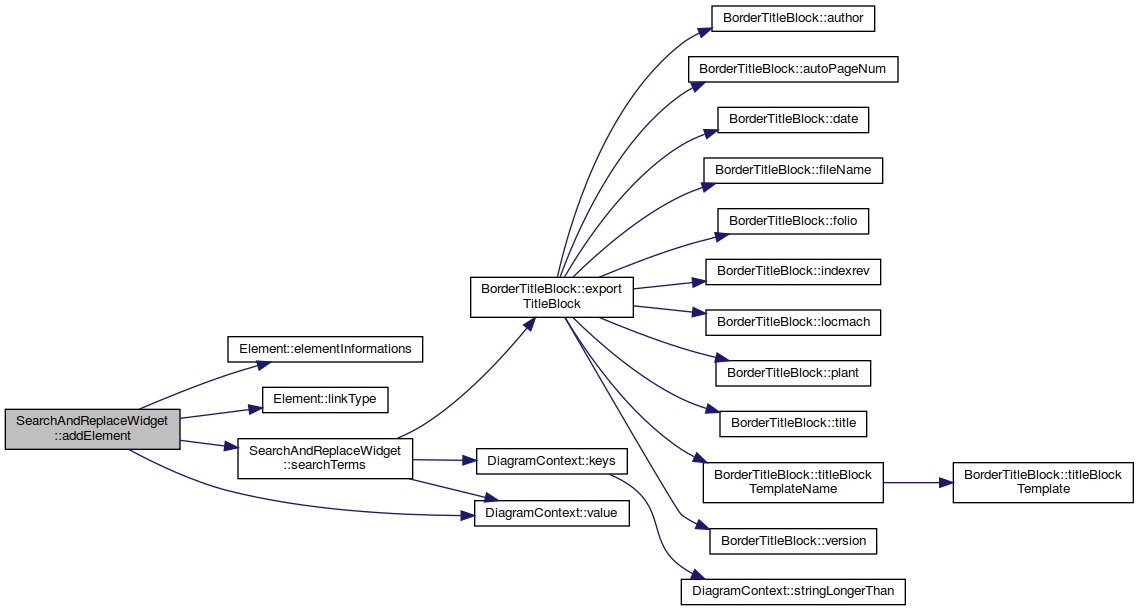 BorderTitleBlock::author
BorderTitleBlock::autoPageNum
BorderTitleBlock::date
BorderTitleBlock::fileName
BorderTitleBlock::folio
BorderTitleBlock::indexrev
BorderTitleBlock::export
TitleBlock
BorderTitleBlock::locmach
Element::elementInformations
BorderTitleBlock::plant
Element::linkType
SearchAndReplaceWidget
::addElement
BorderTitleBlock::title
SearchAndReplaceWidget
::searchTerms
DiagramContext::keys
BorderTitleBlock::titleBlock
TemplateName
BorderTitleBlock::titleBlock
Template
DiagramContext::value
BorderTitleBlock::version
DiagramContext::stringLongerThan